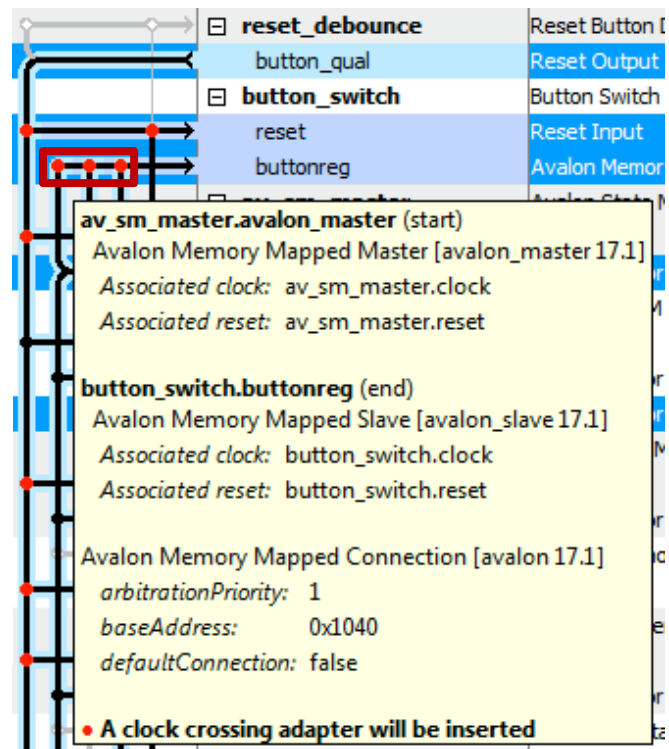 reset_debounce Reset Button
button_qual Reset Output
button_switch Button Switch
reset Reset Input
buttonreg Avalon Memor
av_sm_master.avalon_master (start)
Avalon Memory Mapped Master [avalon_master 17.1]
Associated clock: av_sm_master.clock
Associated reset: av_sm_master.reset
button_switch.buttonreg (end)
Avalon Memory Mapped Slave [avalon_slave 17.1]
Associated clock: button_switch.clock
Associated reset: button_switch.reset
Avalon Memory Mapped Connection [avalon 17.1]
arbitrationPriority: 1
baseAddress: 0x1040
defaultConnection: false
• A clock crossing adapter will be inserted